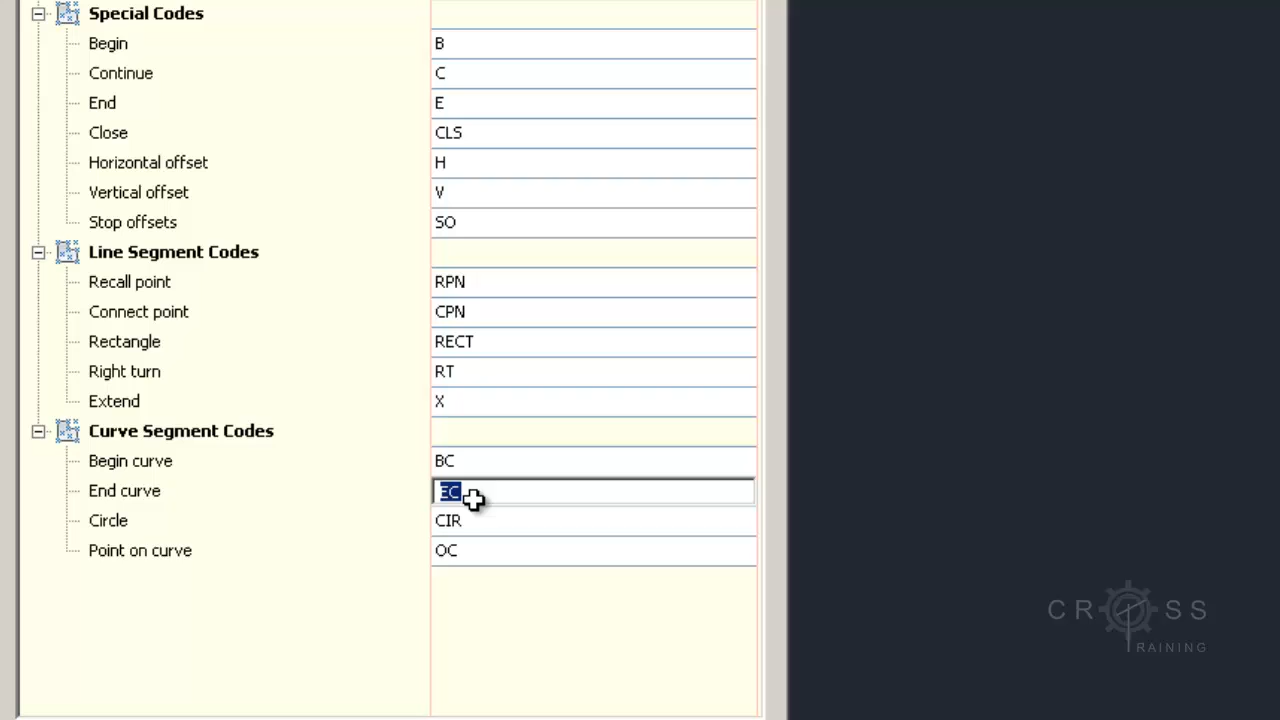 Special Codes
Begin B
Continue C
End E
Close CLS
Horizontal offset H
Vertical offset V
Stop offsets SO
Line Segment Codes
Recall point RPN
Connect point CPN
Rectangle RECT
Right turn RT
Extend X
Curve Segment Codes
Begin curve BC
End curve EC
Circle CIR
Point on curve OC
CROSS
TRAINING